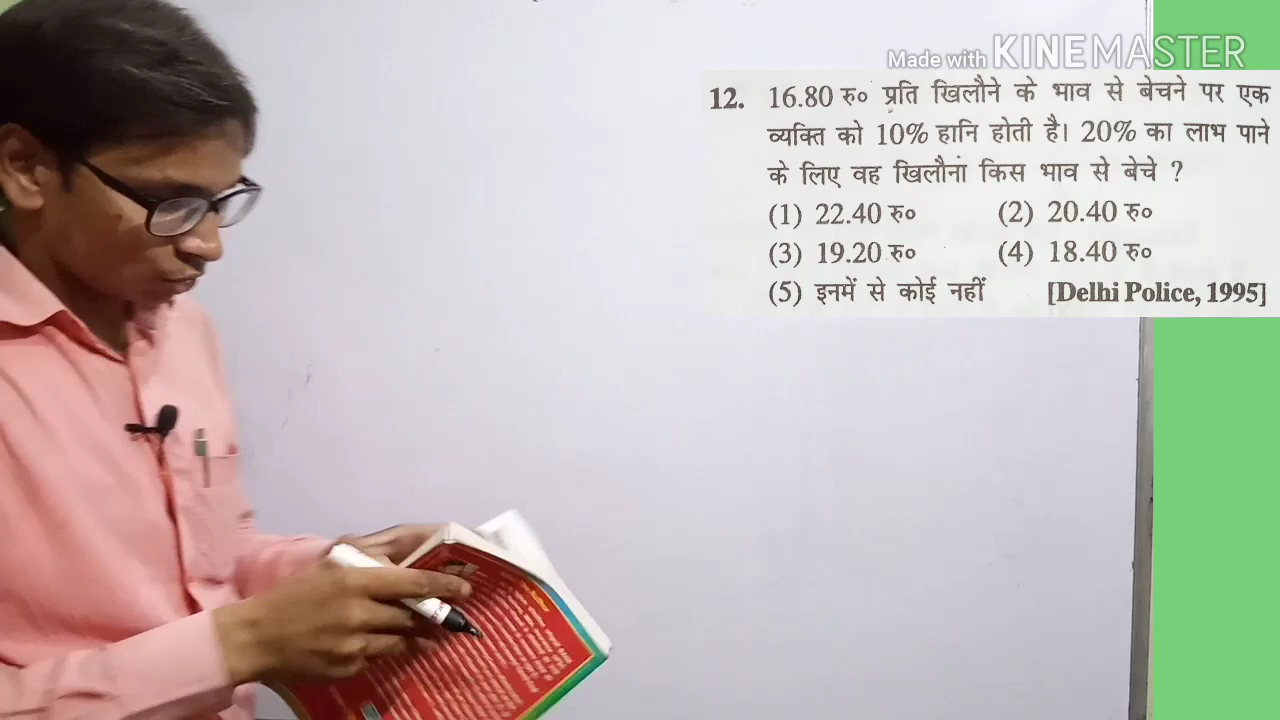 Made with KINEMASTER
12. 16.80 रु० प्रति खिलौने के भाव से बेचने पर एक
व्यक्ति को 10% हानि होती है। 20% का लाभ पाने
के लिए वह खिलौना किस भाव से बेचे ?
(1) 22.40 रु० (2) 20.40 रु०
(3) 19.20 रु० (4) 18.40 रु०
(5) इनमें से कोई नहीं [Delhi Police, 1995]